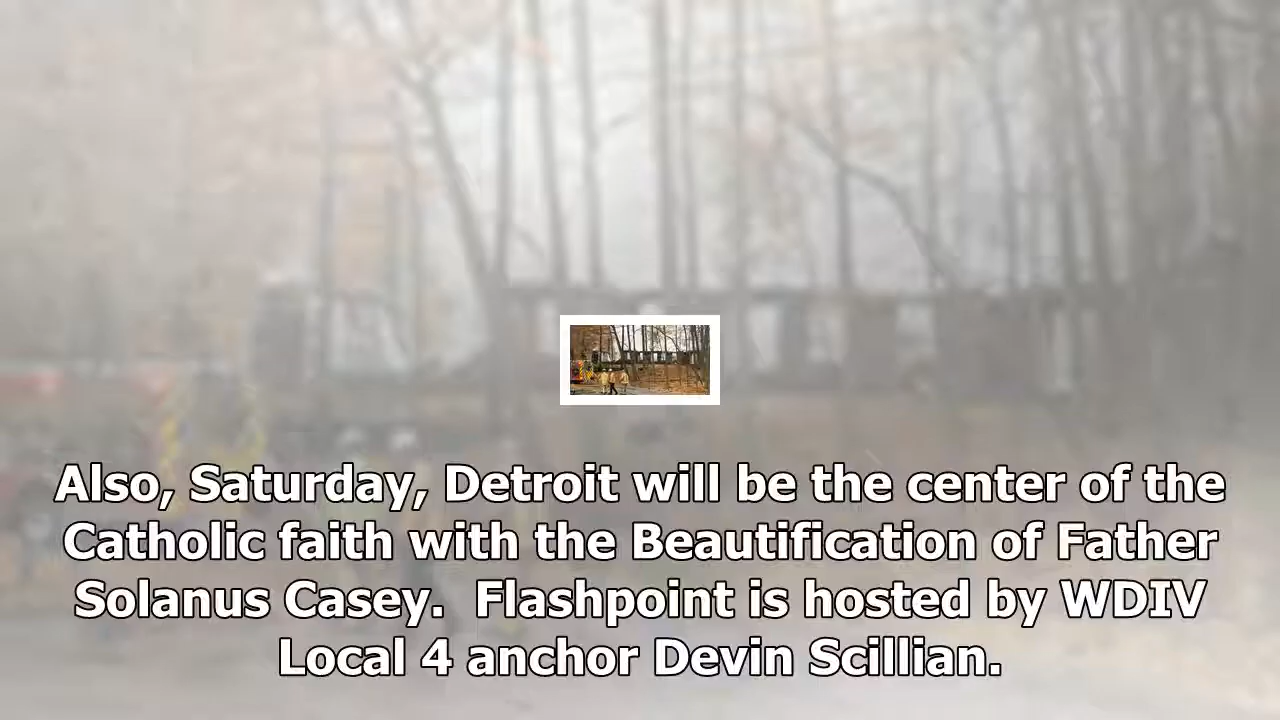 Also, Saturday, Detroit will be the center of the
Catholic faith with the Beautification of Father
Solanus Casey.  Flashpoint is hosted by WDIV
Local 4 anchor Devin Scillian.